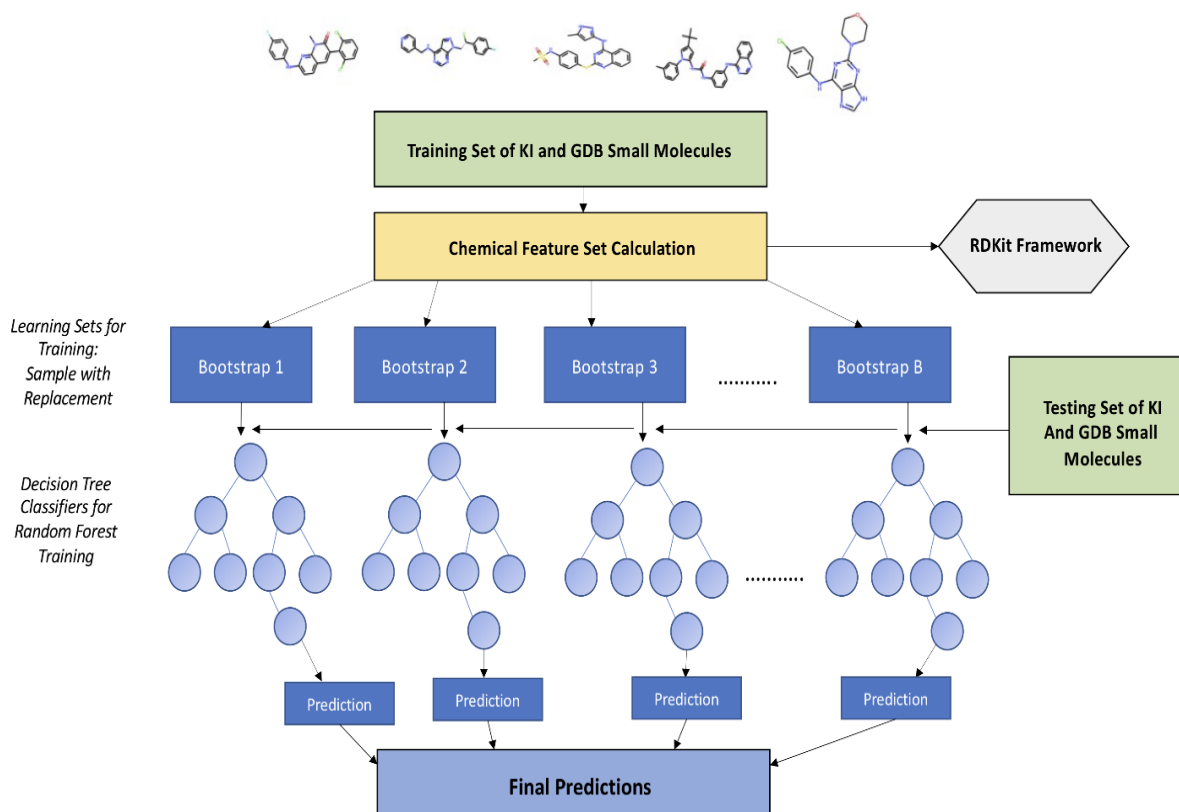 Training Set of KI and GDB Small Molecules
Chemical Feature Set Calculation
RDKit Framework
Learning Sets for
Training:
Sample with
Replacement
Bootstrap 1
Bootstrap 2
Bootstrap 3
...........
Bootstrap B
Testing Set of KI
And GDB Small
Molecules
Decision Tree
Classifiers for
Random Forest
Training
...........
Prediction
Prediction
Prediction
Prediction
Final Predictions